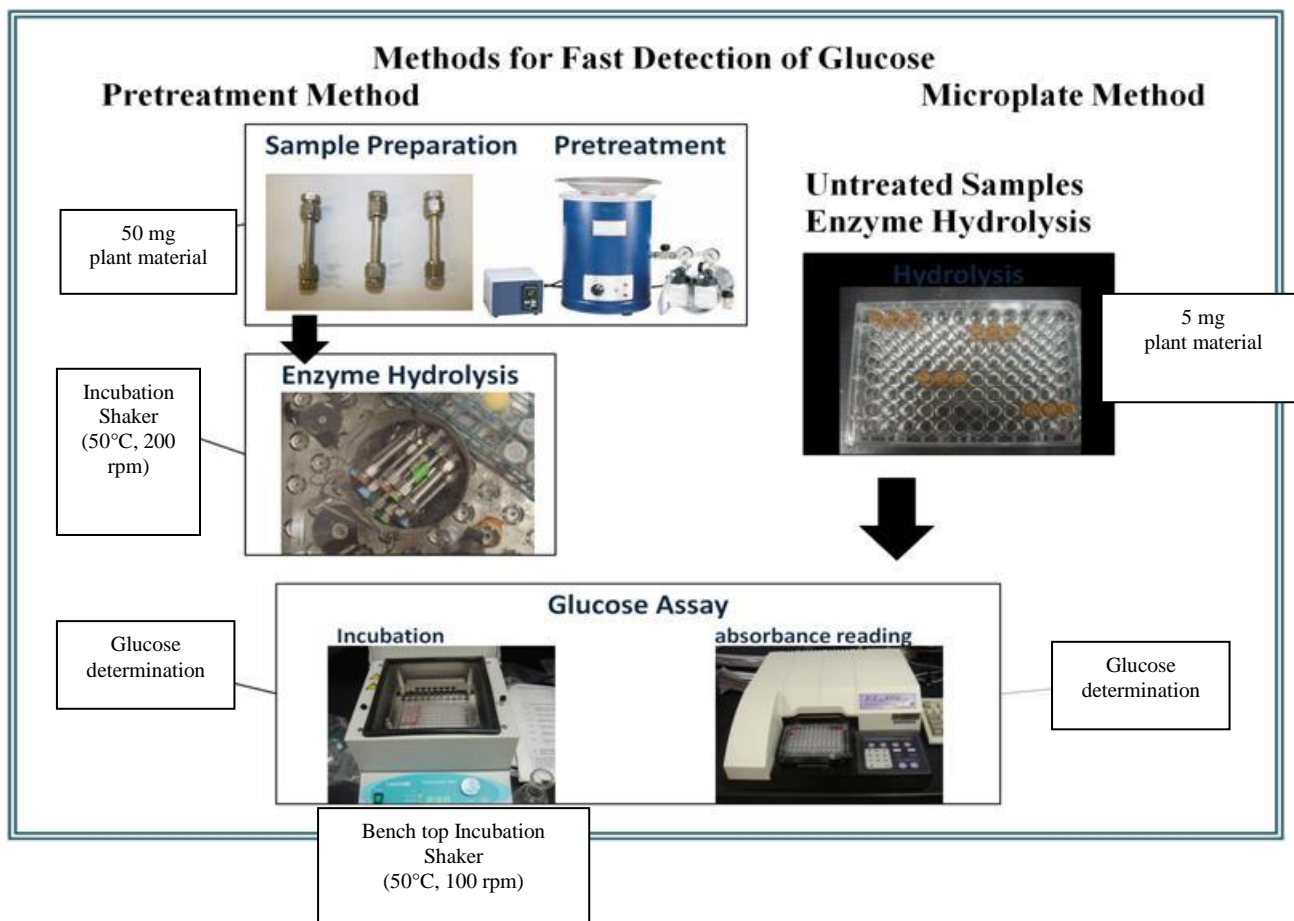 Methods for Fast Detection of Glucose
Pretreatment Method
Microplate Method
Sample Preparation
Pretreatment
50 mg
plant material
Untreated Samples
Enzyme Hydrolysis
Hydrolysis
5 mg
plant material
Enzyme Hydrolysis
Incubation
Shaker
(50°C, 200
rpm)
Glucose Assay
Incubation
absorbance reading
Glucose
determination
Glucose
determination
Bench top Incubation
Shaker
(50°C, 100 rpm)